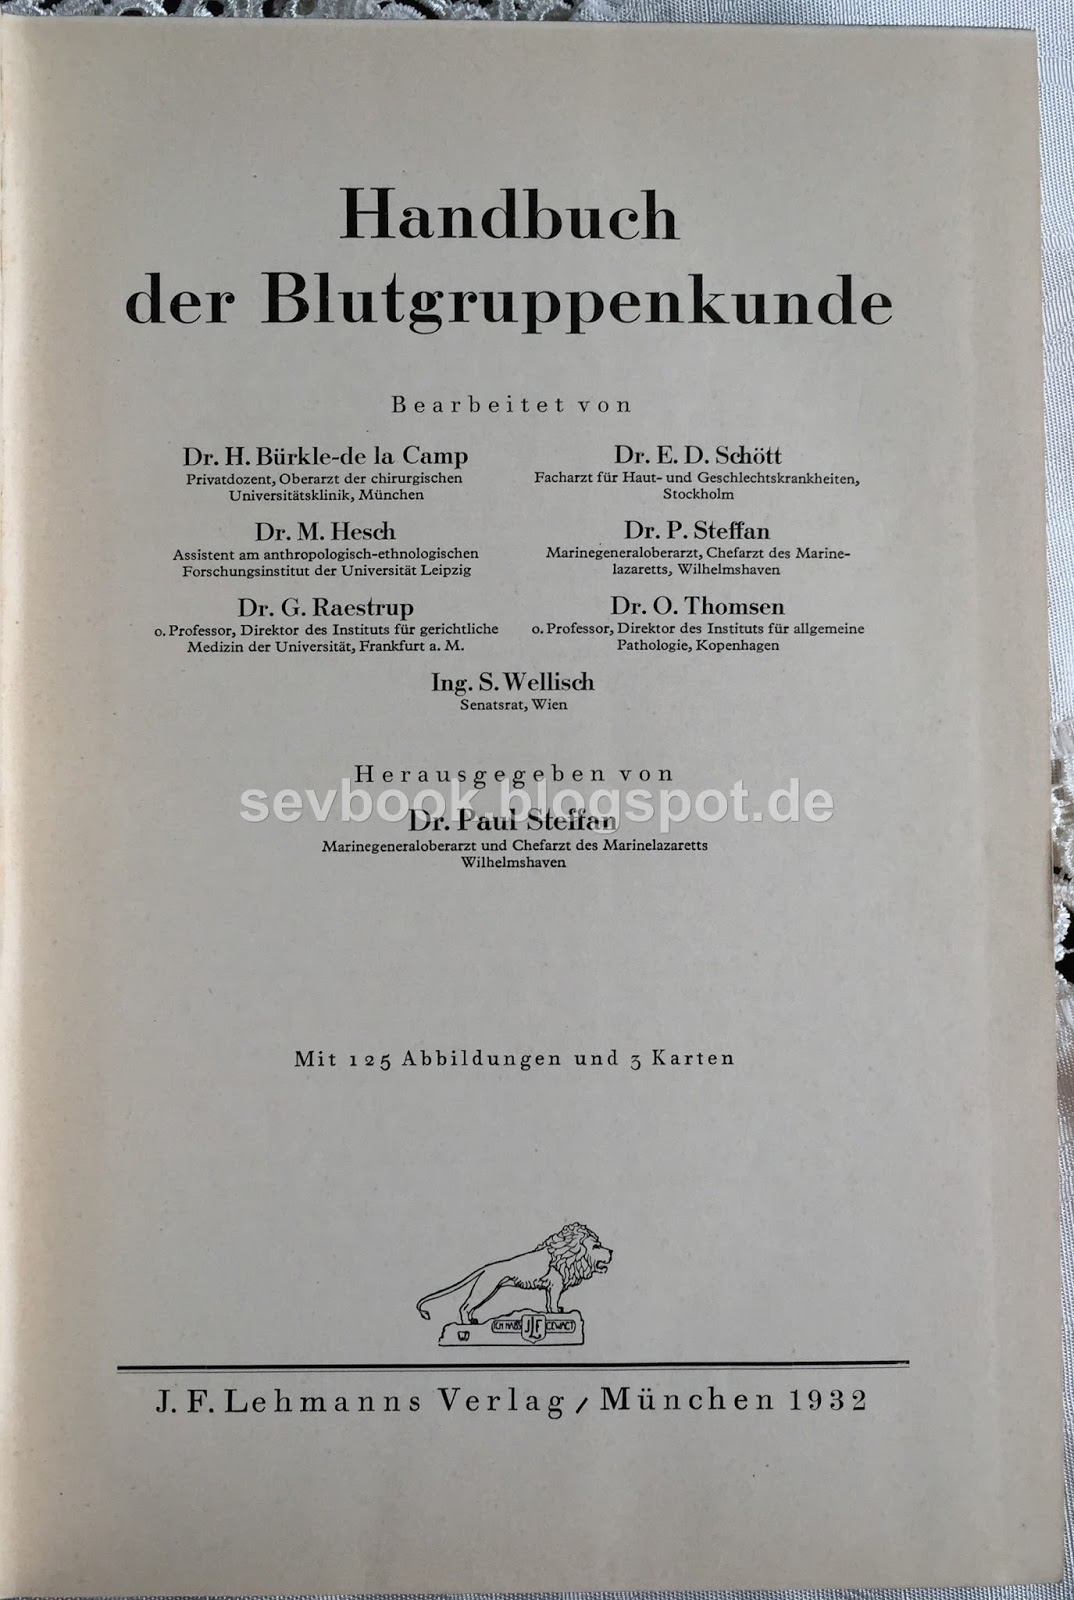 Handbuch
der Blutgruppenkunde
Bearbeitet von
Dr. H. Bürkle-de la Camp
Privatdozent, Oberarzt der chirurgischen
Universitätsklinik, München
Dr. E. D. Schött
Facharzt für Haut- und Geschlechtskrankheiten,
Stockholm
Dr. M. Hesch
Assistent am anthropologisch-ethnologischen
Forschungsinstitut der Universität Leipzig
Dr. P. Steffan
Marinegeneraloberarzt, Chefarzt des Marine-
lazaretts, Wilhelmshaven
Dr. G. Raestrup
o. Professor, Direktor des Instituts für gerichtliche
Medizin der Universität, Frankfurt a. M.
Dr. O. Thomsen
o. Professor, Direktor des Instituts für allgemeine
Pathologie, Kopenhagen
Ing. S. Wellisch
Senatsrat, Wien
Herausgegeben von
sevbook.blogspot.de
Dr. Paul Steffan
Marinegeneraloberarzt und Chefarzt des Marinelazaretts
Wilhelmshaven
Mit 125 Abbildungen und 3 Karten
ICH HABS JLF GEWAGT
J. F. Lehmanns Verlag / München 1932